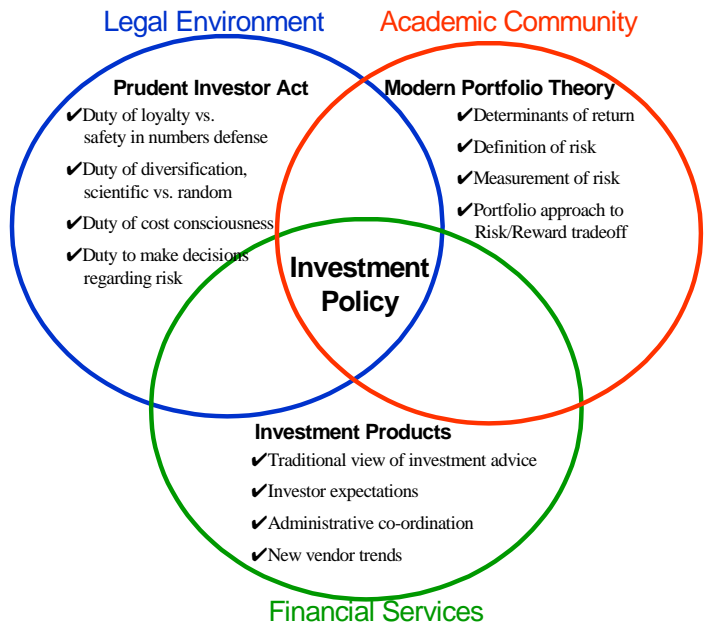 Legal Environment
Academic Community
Prudent Investor Act
✔Duty of loyalty vs.
safety in numbers defense
✔Duty of diversification,
scientific vs. random
✔Duty of cost consciousness
✔Duty to make decisions
regarding risk
Modern Portfolio Theory
✔Determinants of return
✔Definition of risk
✔Measurement of risk
✔Portfolio approach to
Risk/Reward tradeoff
Investment
Policy
Investment Products
✔Traditional view of investment advice
✔Investor expectations
✔Administrative co-ordination
✔New vendor trends
Financial Services